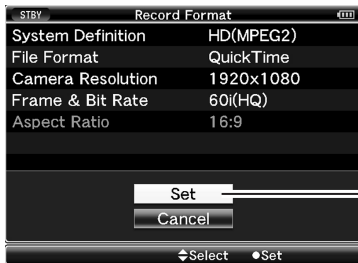 STBY Record Format
System Definition HD(MPEG2)
File Format QuickTime
Camera Resolution 1920x1080
Frame & Bit Rate 60i(HQ)
Aspect Ratio 16:9
Set
Cancel
Select ●Set